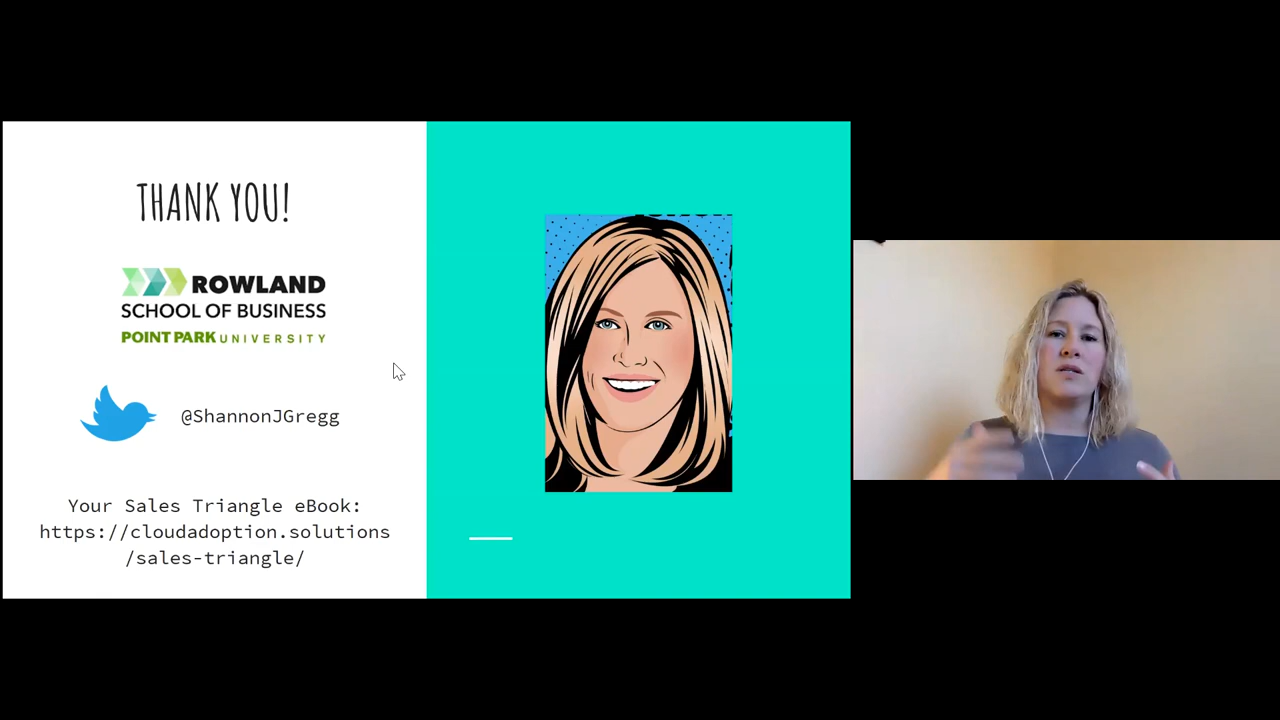 THANK YOU!
ROWLAND
SCHOOL OF BUSINESS
POINT PARK UNIVERSITY
@ShannonJGregg
Your Sales Triangle eBook:
https://cloudadoption.solutions
/sales-triangle/